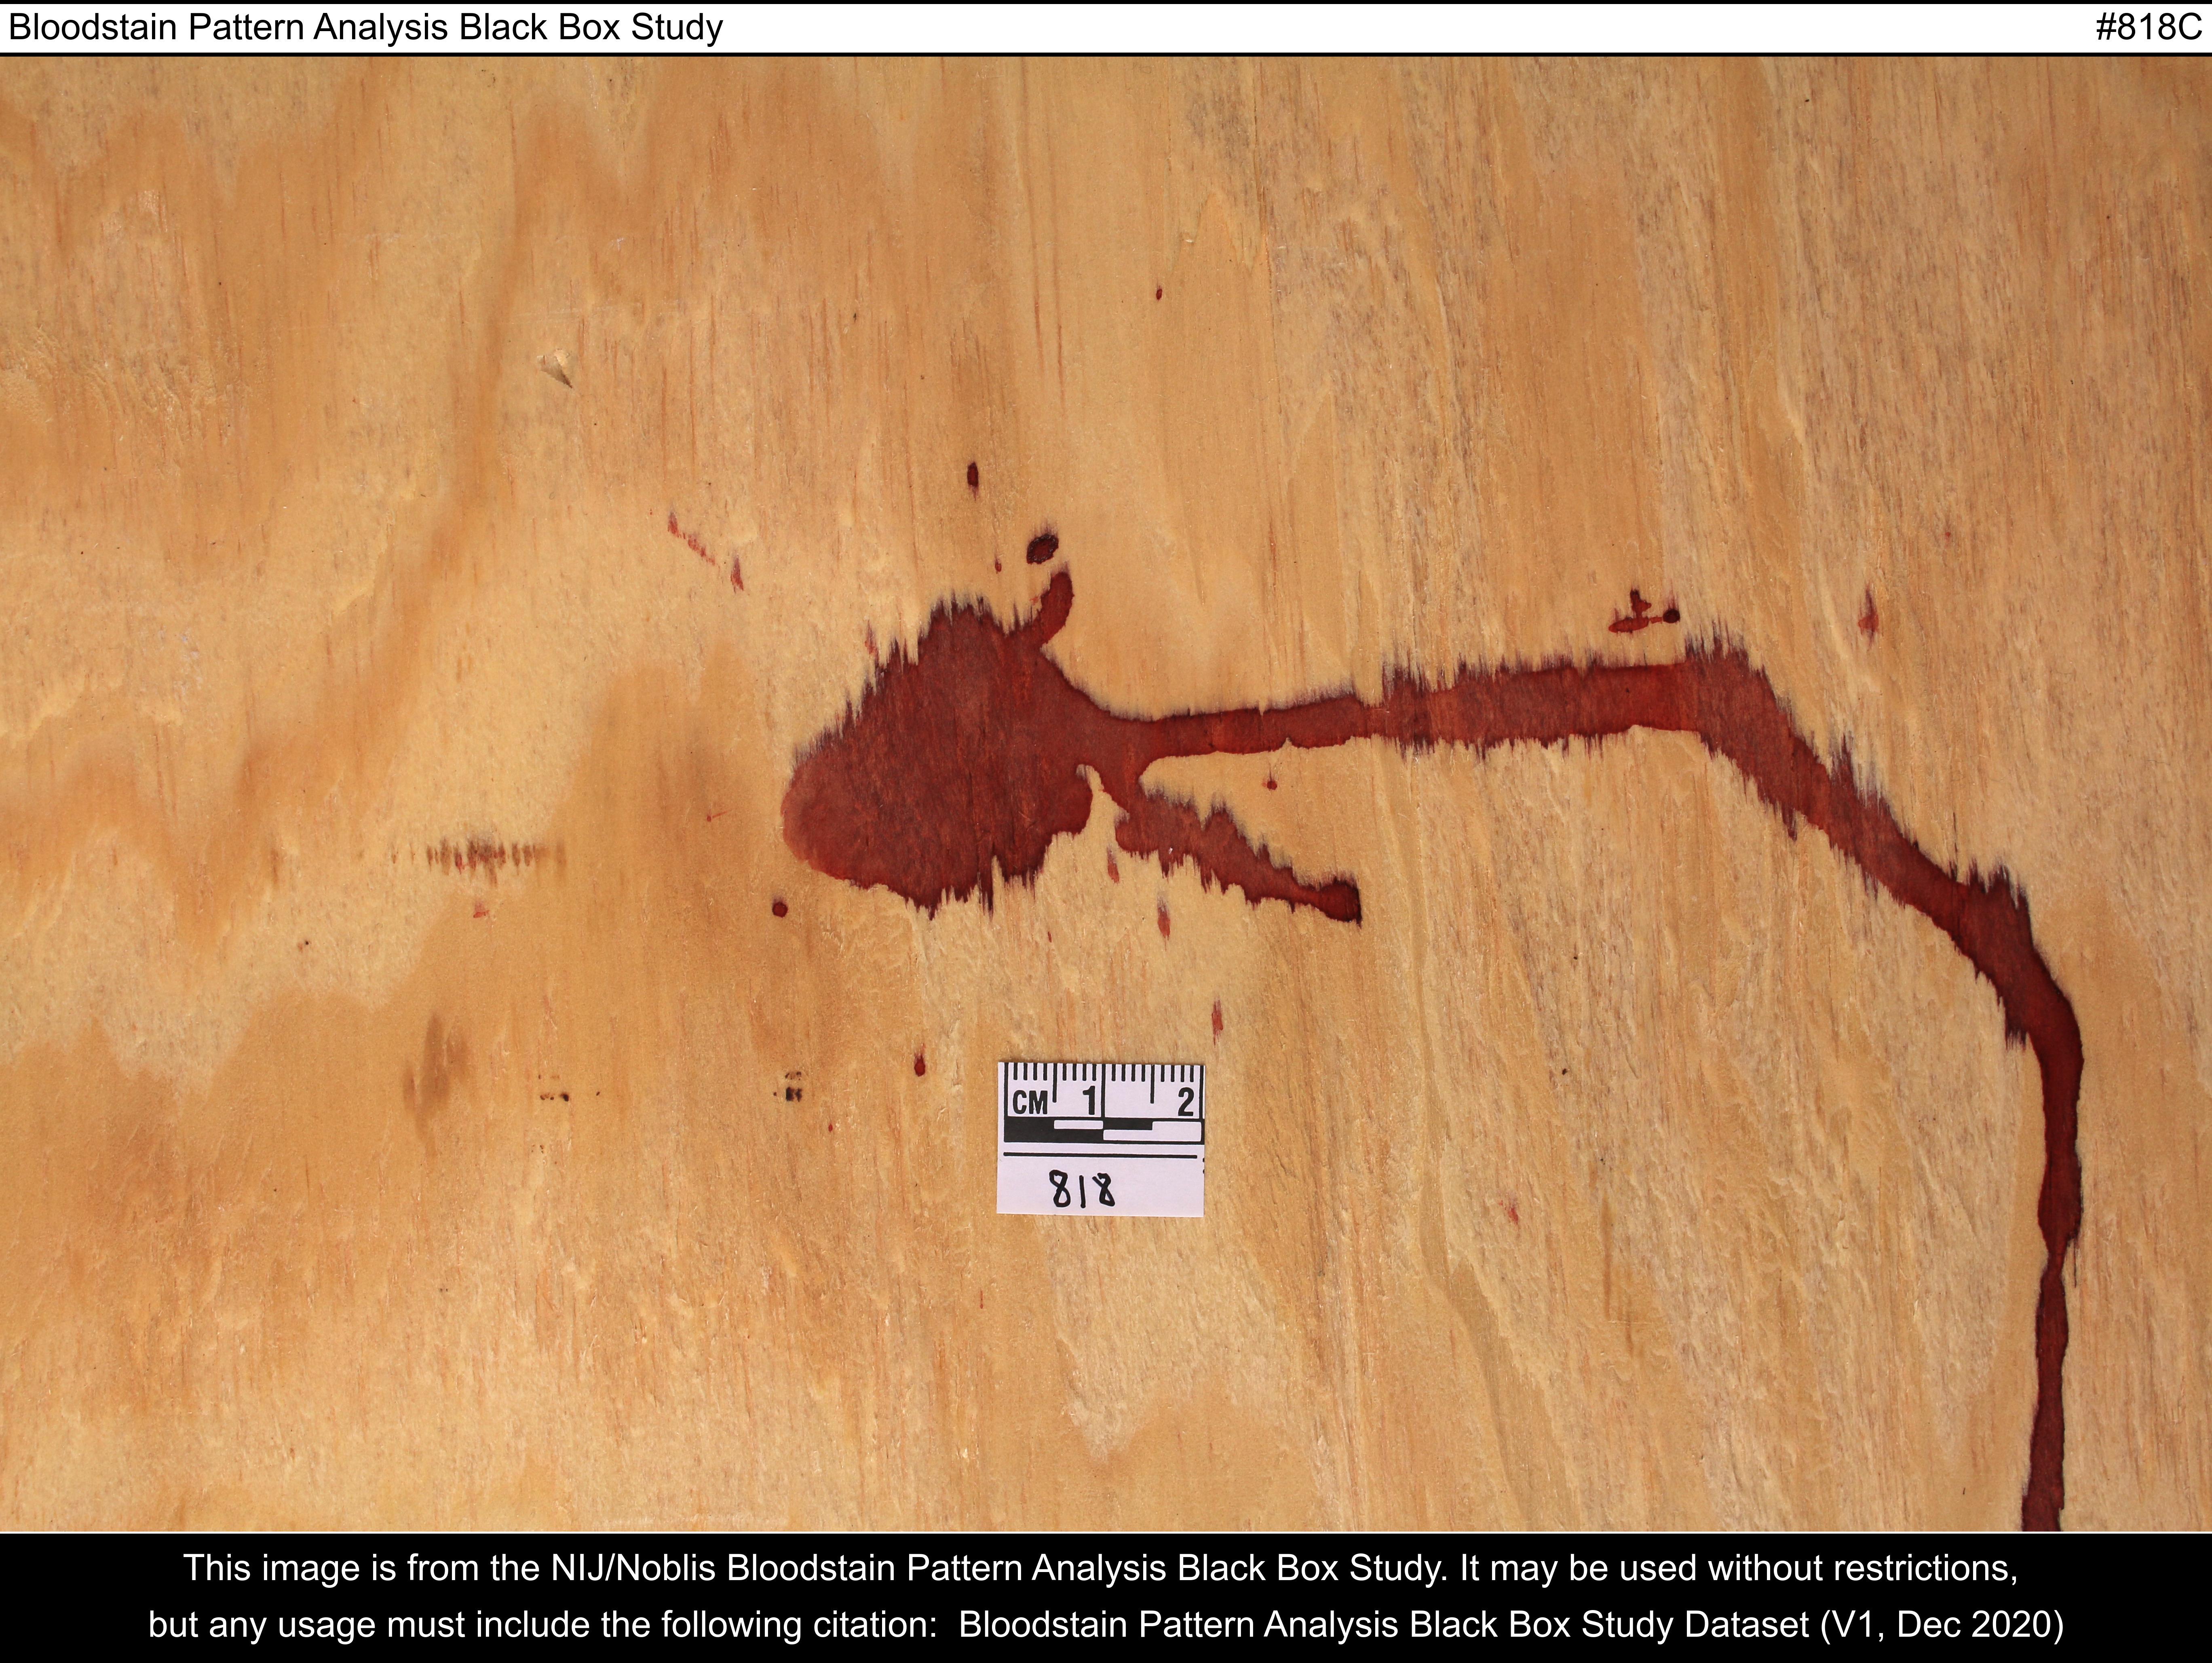 Bloodstain Pattern Analysis Black Box Study #818C
CM 1 2
818
This image is from the NIJ/Noblis Bloodstain Pattern Analysis Black Box Study. It may be used without restrictions,
but any usage must include the following citation: Bloodstain Pattern Analysis Black Box Study Dataset (V1, Dec 2020)